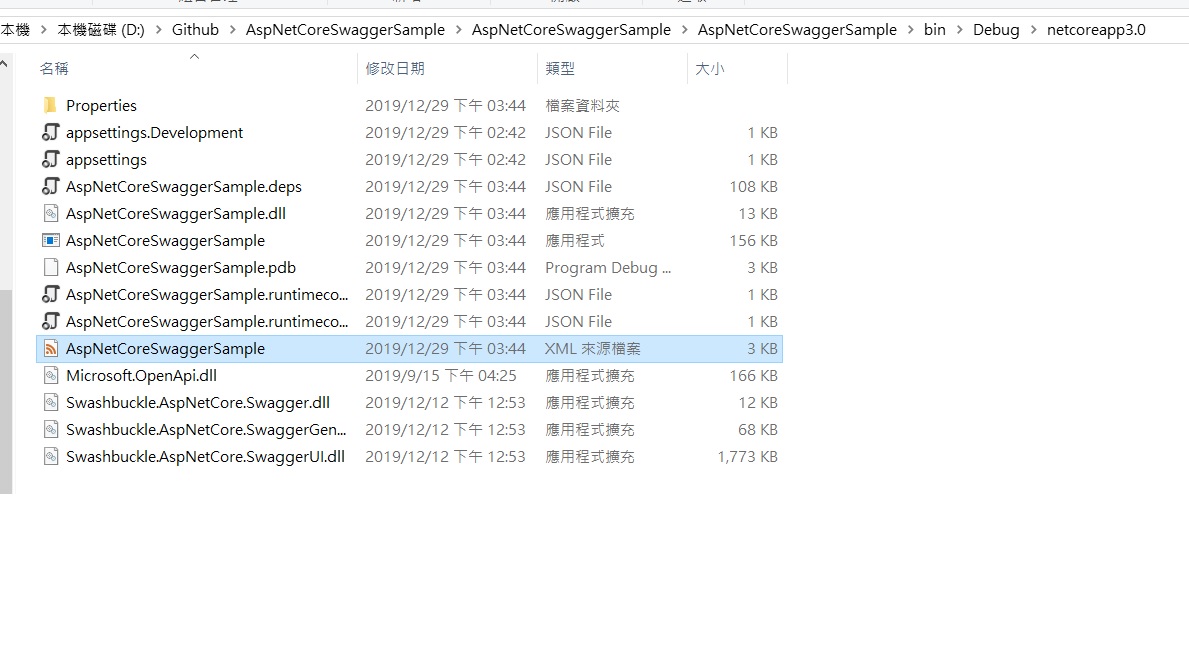 本機 > 本機磁碟 (D:) > Github > AspNetCoreSwaggerSample > AspNetCoreSwaggerSample > AspNetCoreSwaggerSample > bin > Debug > netcoreapp3.0
名稱 修改日期 類型 大小
Properties 2019/12/29 下午 03:44 檔案資料夾
appsettings.Development 2019/12/29 下午 02:42 JSON File 1 KB
appsettings 2019/12/29 下午 02:42 JSON File 1 KB
AspNetCoreSwaggerSample.deps 2019/12/29 下午 03:44 JSON File 108 KB
AspNetCoreSwaggerSample.dll 2019/12/29 下午 03:44 應用程式擴充 13 KB
AspNetCoreSwaggerSample 2019/12/29 下午 03:44 應用程式 156 KB
AspNetCoreSwaggerSample.pdb 2019/12/29 下午 03:44 Program Debug ... 3 KB
AspNetCoreSwaggerSample.runtimeco... 2019/12/29 下午 03:44 JSON File 1 KB
AspNetCoreSwaggerSample.runtimeco... 2019/12/29 下午 03:44 JSON File 1 KB
AspNetCoreSwaggerSample 2019/12/29 下午 03:44 XML 來源檔案 3 KB
Microsoft.OpenApi.dll 2019/9/15 下午 04:25 應用程式擴充 166 KB
Swashbuckle.AspNetCore.Swagger.dll 2019/12/12 下午 12:53 應用程式擴充 12 KB
Swashbuckle.AspNetCore.SwaggerGen... 2019/12/12 下午 12:53 應用程式擴充 68 KB
Swashbuckle.AspNetCore.SwaggerUI.dll 2019/12/12 下午 12:53 應用程式擴充 1,773 KB